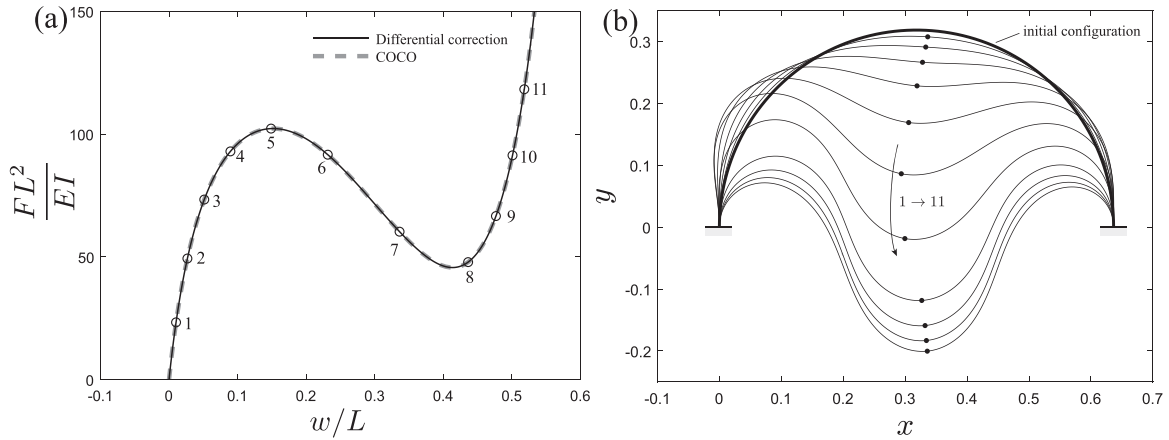 (a)
150
100
50
0
FL²/EI
Differential correction
COCO
1
2
3
4
5
6
7
8
9
10
11
-0.1 0 0.1 0.2 0.3 0.4 0.5 0.6
w/L
(b)
0.3
0.2
0.1
0
-0.1
-0.2
y
initial configuration
1 → 11
-0.1 0 0.1 0.2 0.3 0.4 0.5 0.6 0.7
x